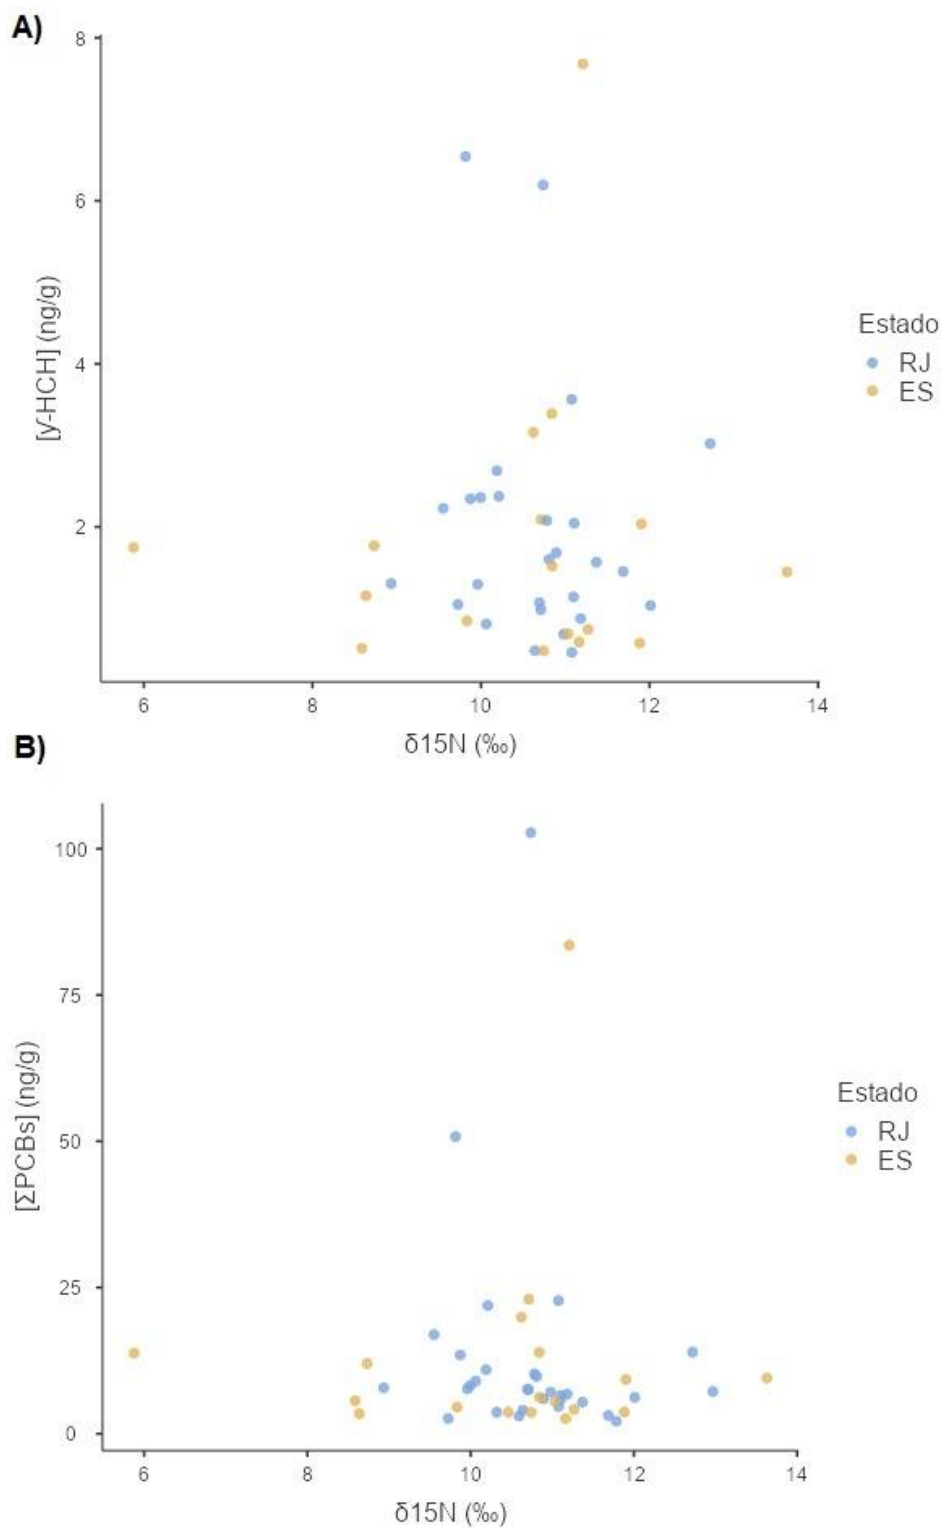 A)
8
6
4
2
[ƴ-HCH] (ng/g)
6
8
10
12
14
δ15N (‰)
Estado
RJ
ES
B)
100
75
50
25
0
[ΣPCBs] (ng/g)
6
8
10
12
14
δ15N (‰)
Estado
RJ
ES